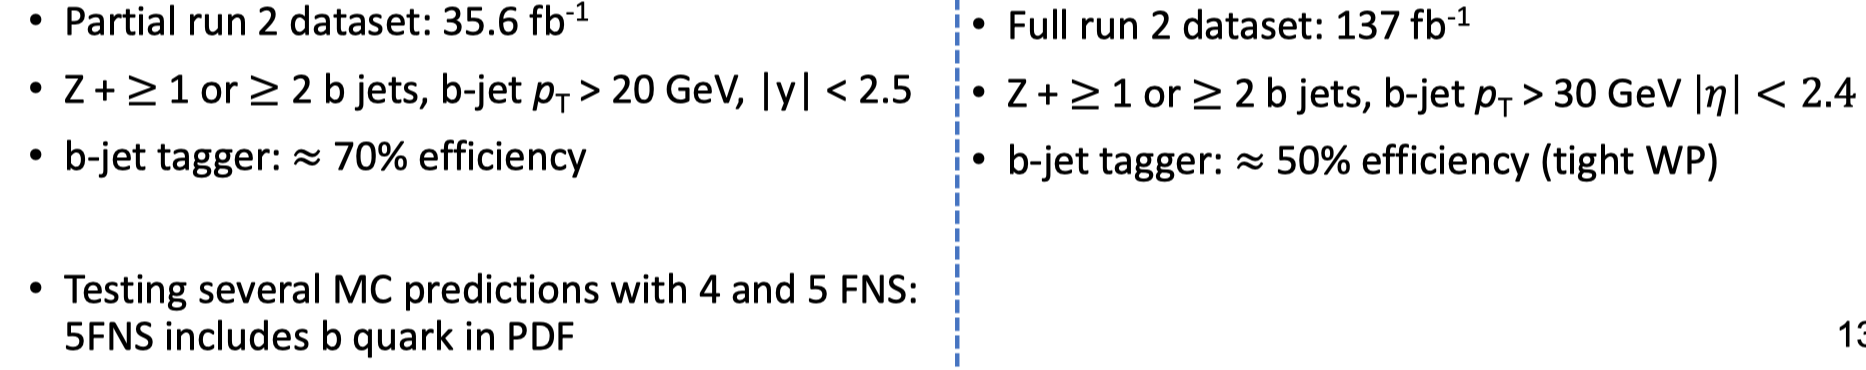 • Partial run 2 dataset: 35.6 fb⁻¹
• Z + ≥ 1 or ≥ 2 b jets, b-jet p_T > 20 GeV, |y| < 2.5
• b-jet tagger: ≈ 70% efficiency
• Testing several MC predictions with 4 and 5 FNS:
5FNS includes b quark in PDF
• Full run 2 dataset: 137 fb⁻¹
• Z + ≥ 1 or ≥ 2 b jets, b-jet p_T > 30 GeV |η| < 2.4
• b-jet tagger: ≈ 50% efficiency (tight WP)
13